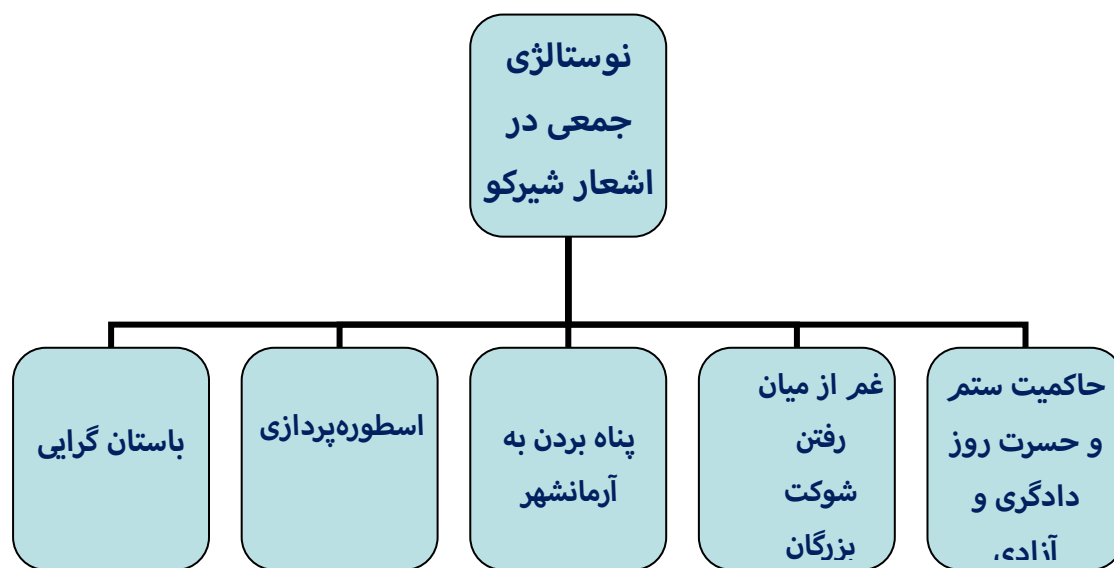 نوستالژی
جمعی در
اشعار شیرکو
حاکمیت ستم
و حسرت روز
دادگری و
آزادی
غم از میان
رفتن
شوکت
بزرگان
پناه بردن به
آرمانشهر
اسطوره‌پردازی
باستان گرایی